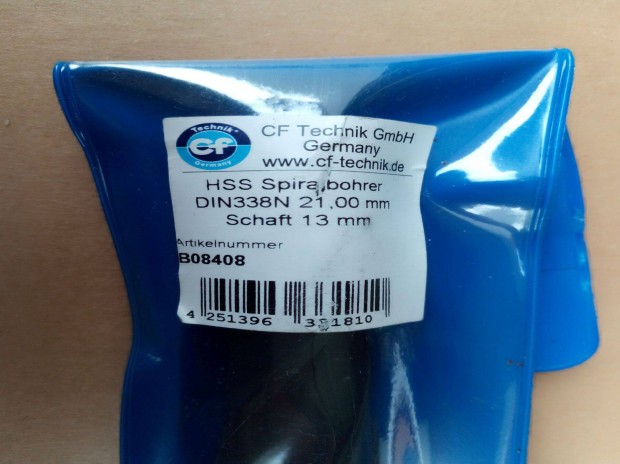 Technik
CF
Germany
CF Technik GmbH
Germany
www.cf-technik.de
HSS Spiralbohrer
DIN338N 21,00 mm
Schaft 13 mm
Artikelnummer
B08408
4 251396